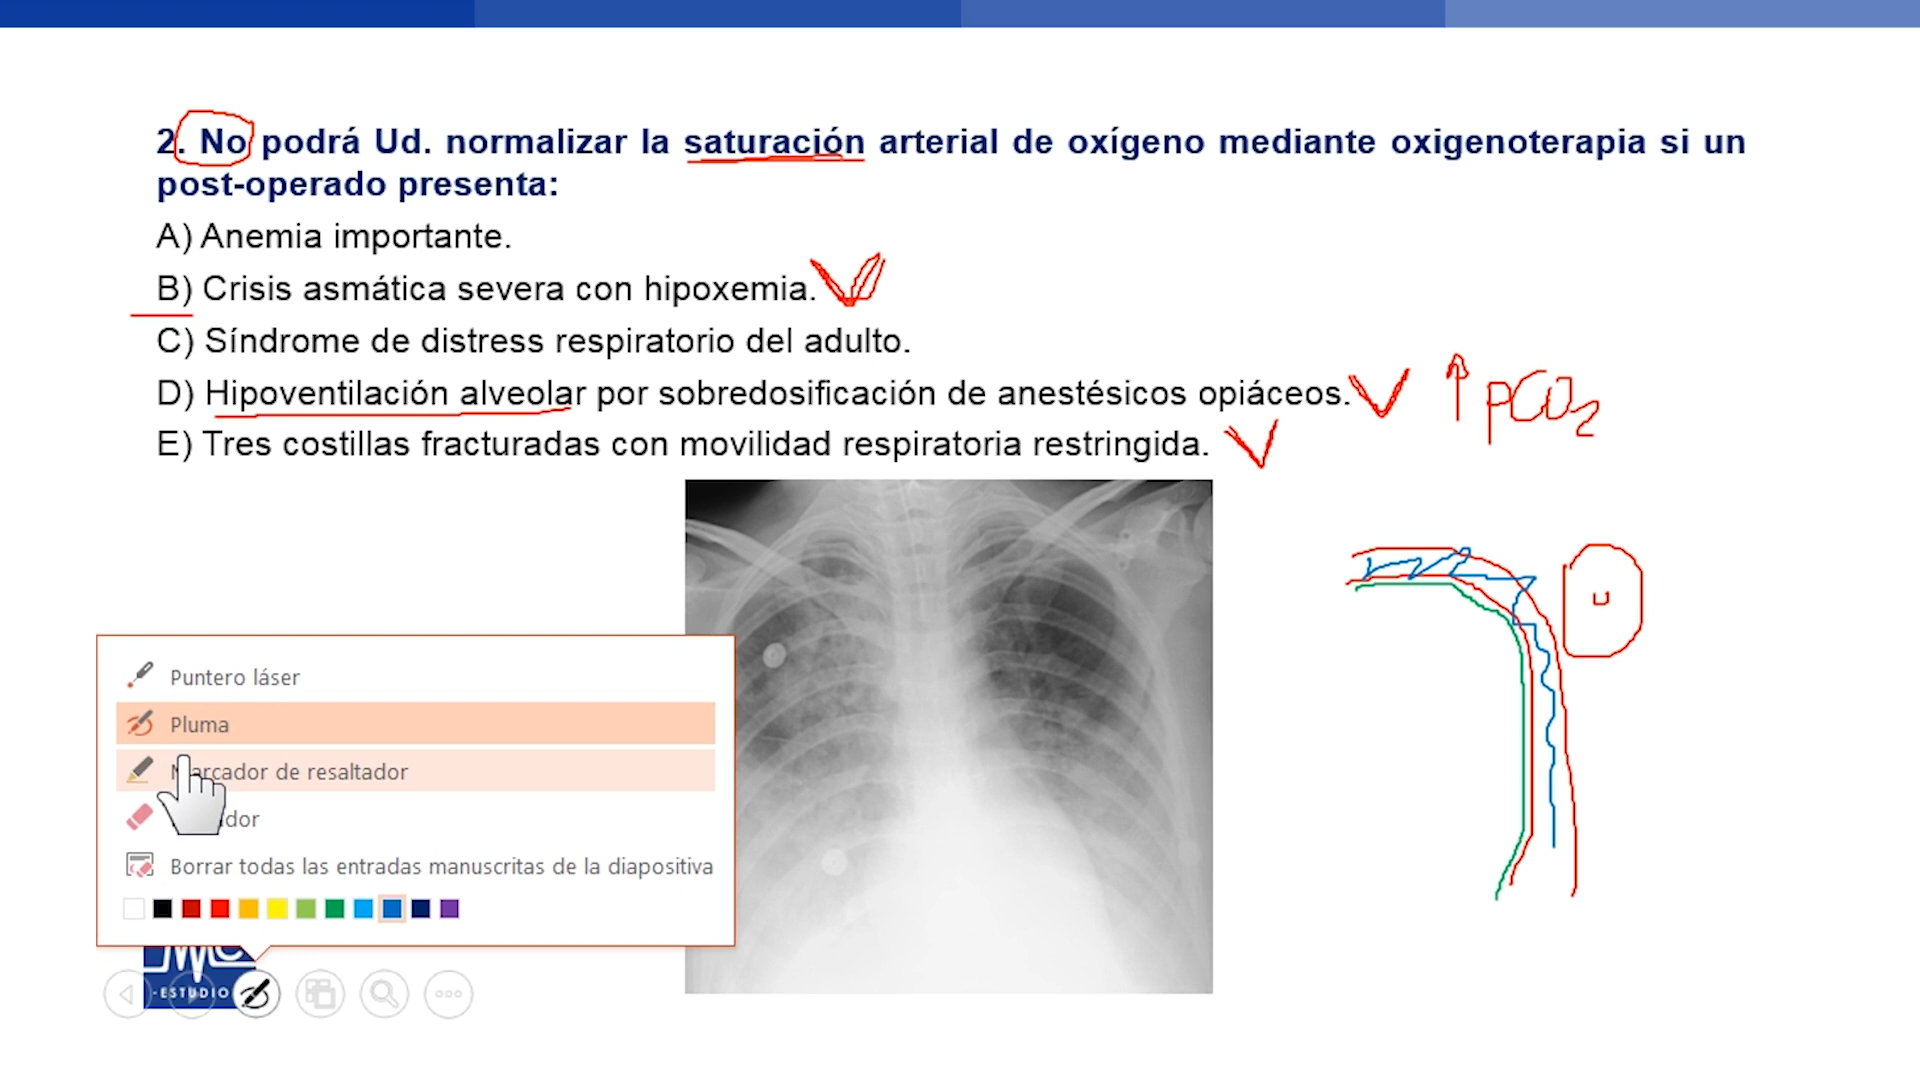 2. No podrá Ud. normalizar la saturación arterial de oxígeno mediante oxigenoterapia si un
post-operado presenta:
A) Anemia importante.
B) Crisis asmática severa con hipoxemia.
C) Síndrome de distress respiratorio del adulto.
D) Hipoventilación alveolar por sobredosificación de anestésicos opiáceos.
↑ pCO2
E) Tres costillas fracturadas con movilidad respiratoria restringida.
Puntero láser
Pluma
de resaltador
Borrar todas las entradas manuscritas de la diapositiva
-ESTUDIO